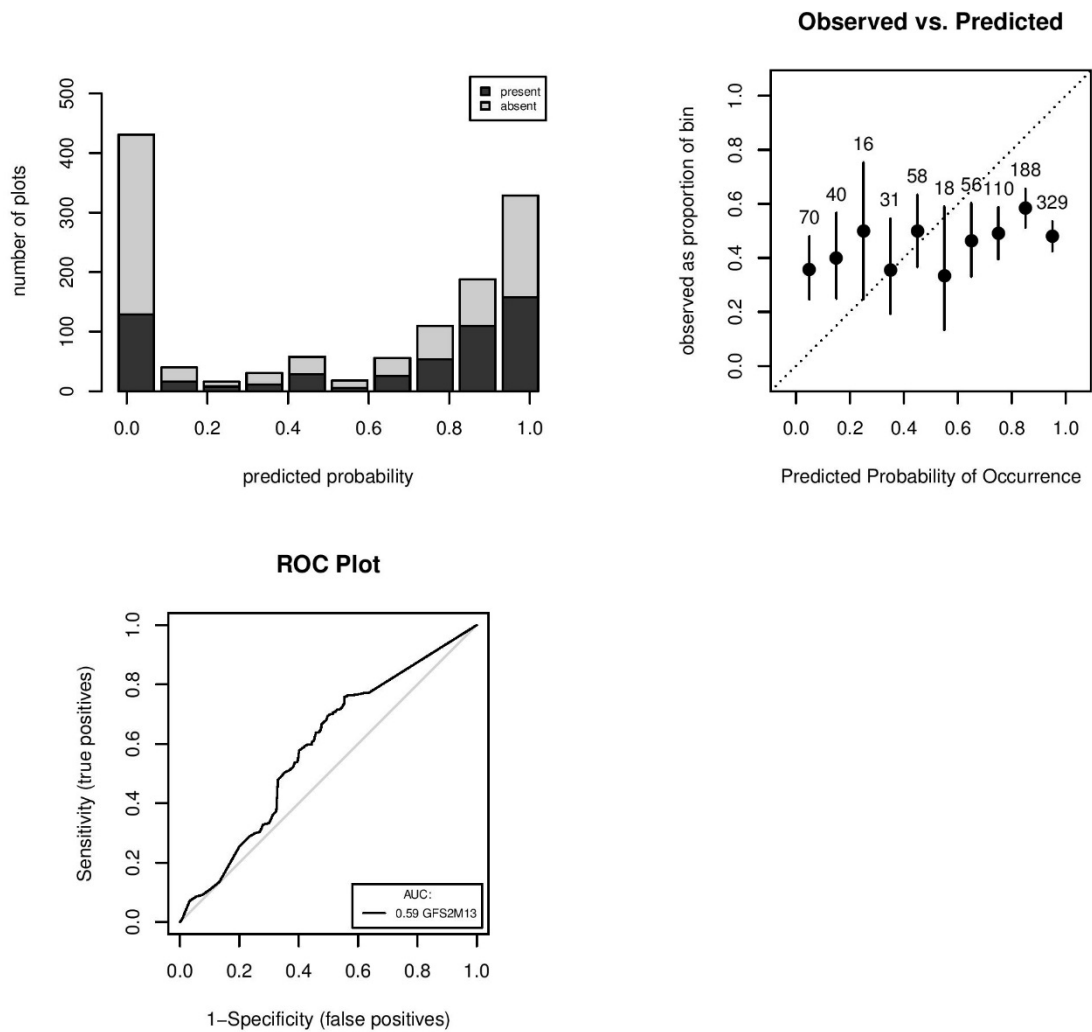 present
absent
500
400
300
200
100
0
number of plots
0.0 0.2 0.4 0.6 0.8 1.0
predicted probability
Observed vs. Predicted
1.0
0.8
0.6
0.4
0.2
0.0
observed as proportion of bin
70 40 16 31 58 18 56 110 188 329
0.0 0.2 0.4 0.6 0.8 1.0
Predicted Probability of Occurrence
ROC Plot
1.0
0.8
0.6
0.4
0.2
0.0
Sensitivity (true positives)
AUC:
0.59 GFS2M13
0.0 0.2 0.4 0.6 0.8 1.0
1−Specificity (false positives)